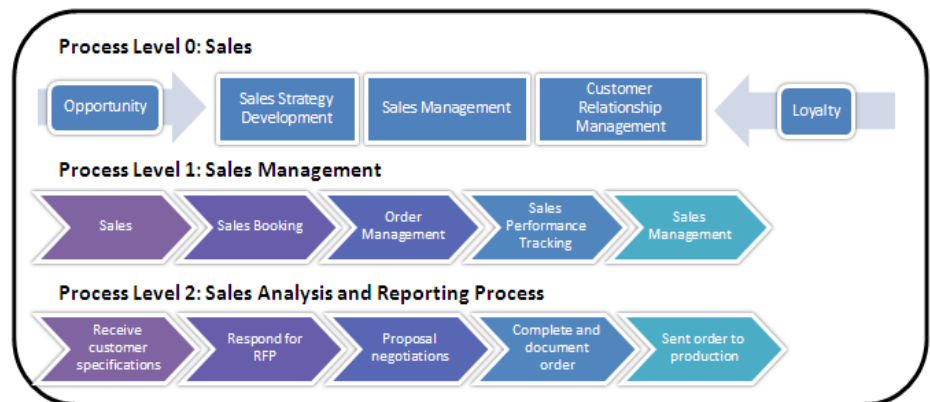 Process Level 0: Sales
Opportunity
Sales Strategy
Development
Sales Management
Customer
Relationship
Management
Loyalty
Process Level 1: Sales Management
Sales
Sales Booking
Order
Management
Sales
Performance
Tracking
Sales
Management
Process Level 2: Sales Analysis and Reporting Process
Receive
customer
specifications
Respond for
RFP
Proposal
negotiations
Complete and
document
order
Sent order to
production